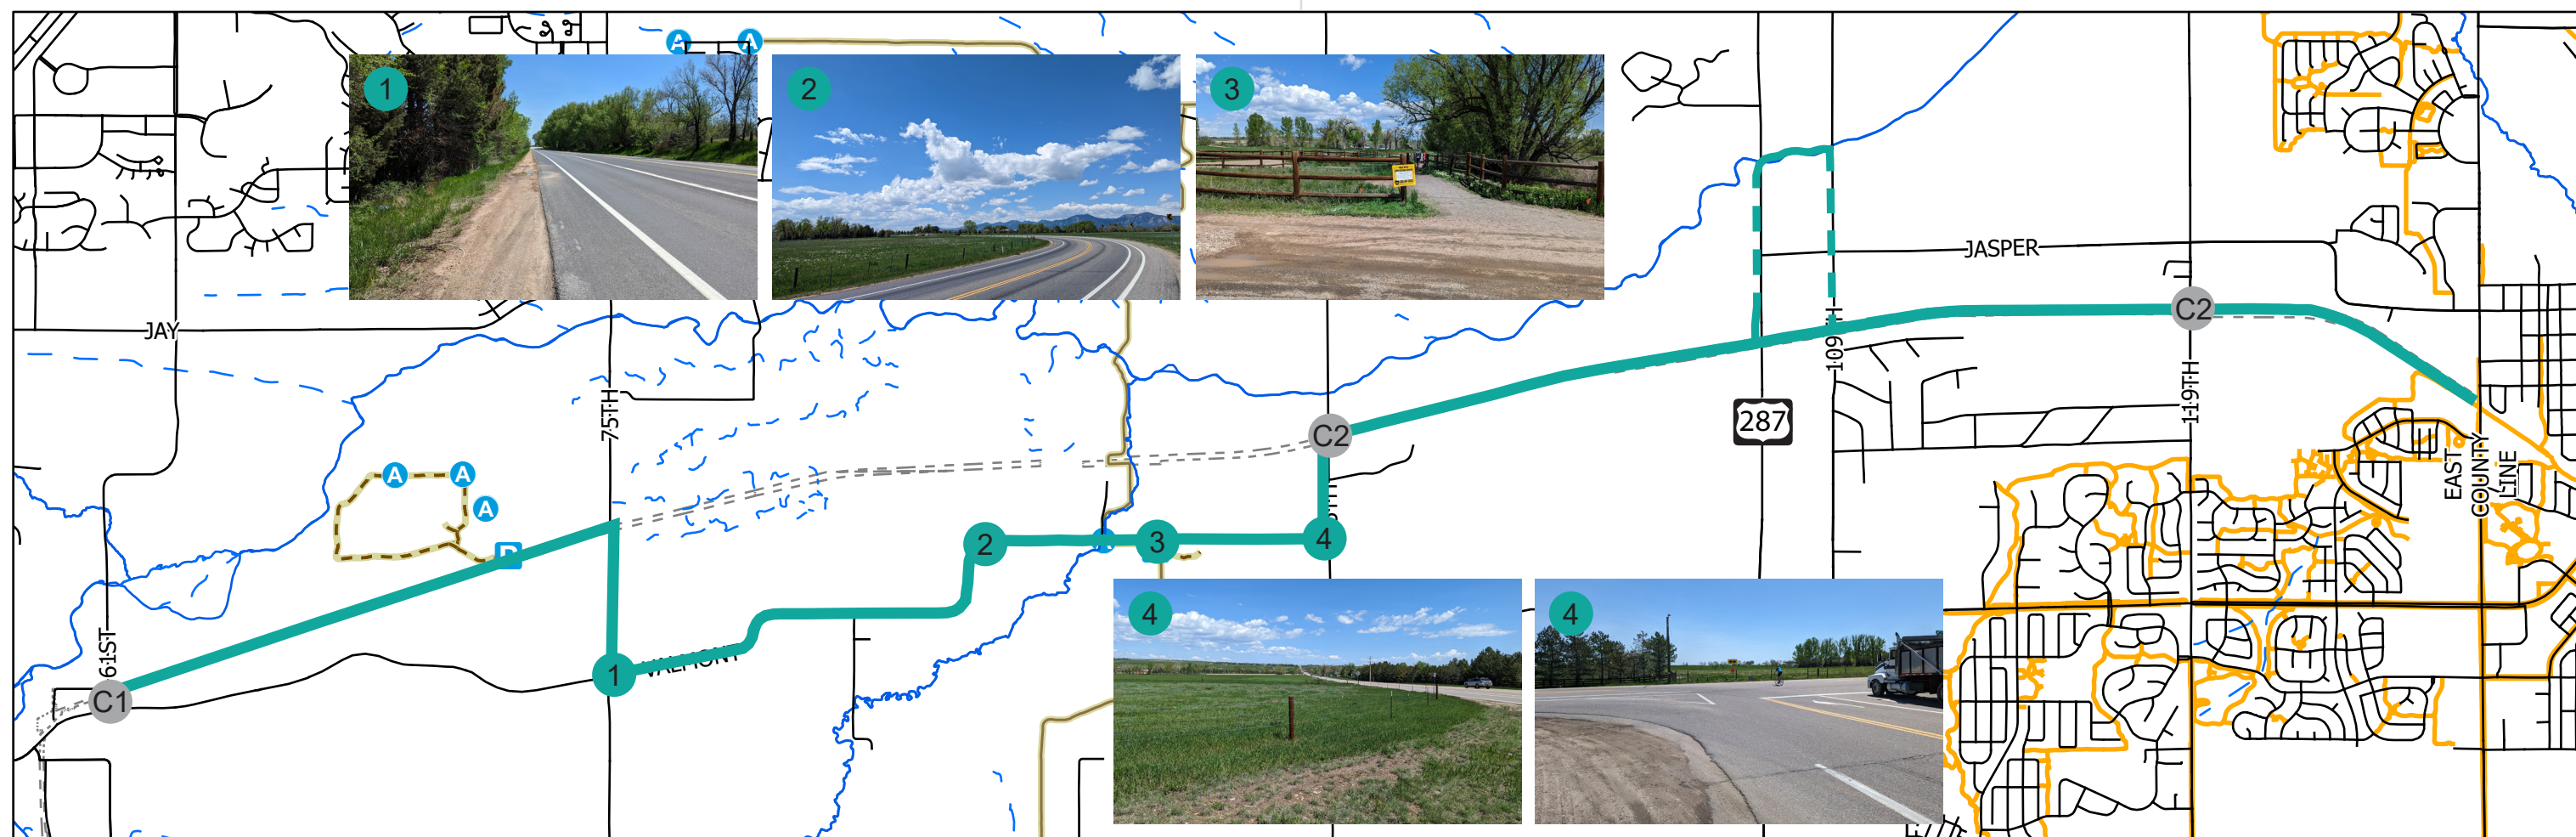 A
A
1
2
3
JASPER
JAY
C2
109TH
75TH
119TH
287
C2
A
A
A
EAST
COUNTY
LINE
2
3
4
61ST
VALMONT
1
C1
4
4